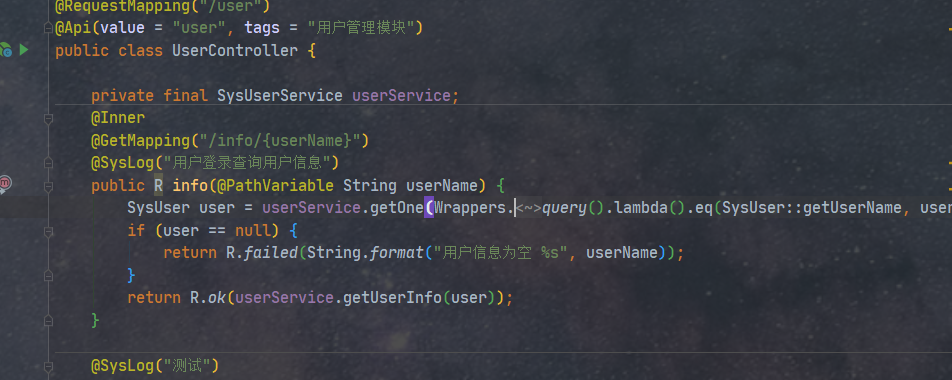 @RequestMapping("/user")
@Api(value = "user", tags = "用户管理模块")
public class UserController {
private final SysUserService userService;
@Inner
@GetMapping("/info/{userName}")
@SysLog("用户登录查询用户信息")
public R info(@PathVariable String userName) {
SysUser user = userService.getOne(Wrappers.<~>query().lambda().eq(SysUser::getUserName, user
if (user == null) {
return R.failed(String.format("用户信息为空 %s", userName));
}
return R.ok(userService.getUserInfo(user));
}
@SysLog("测试")